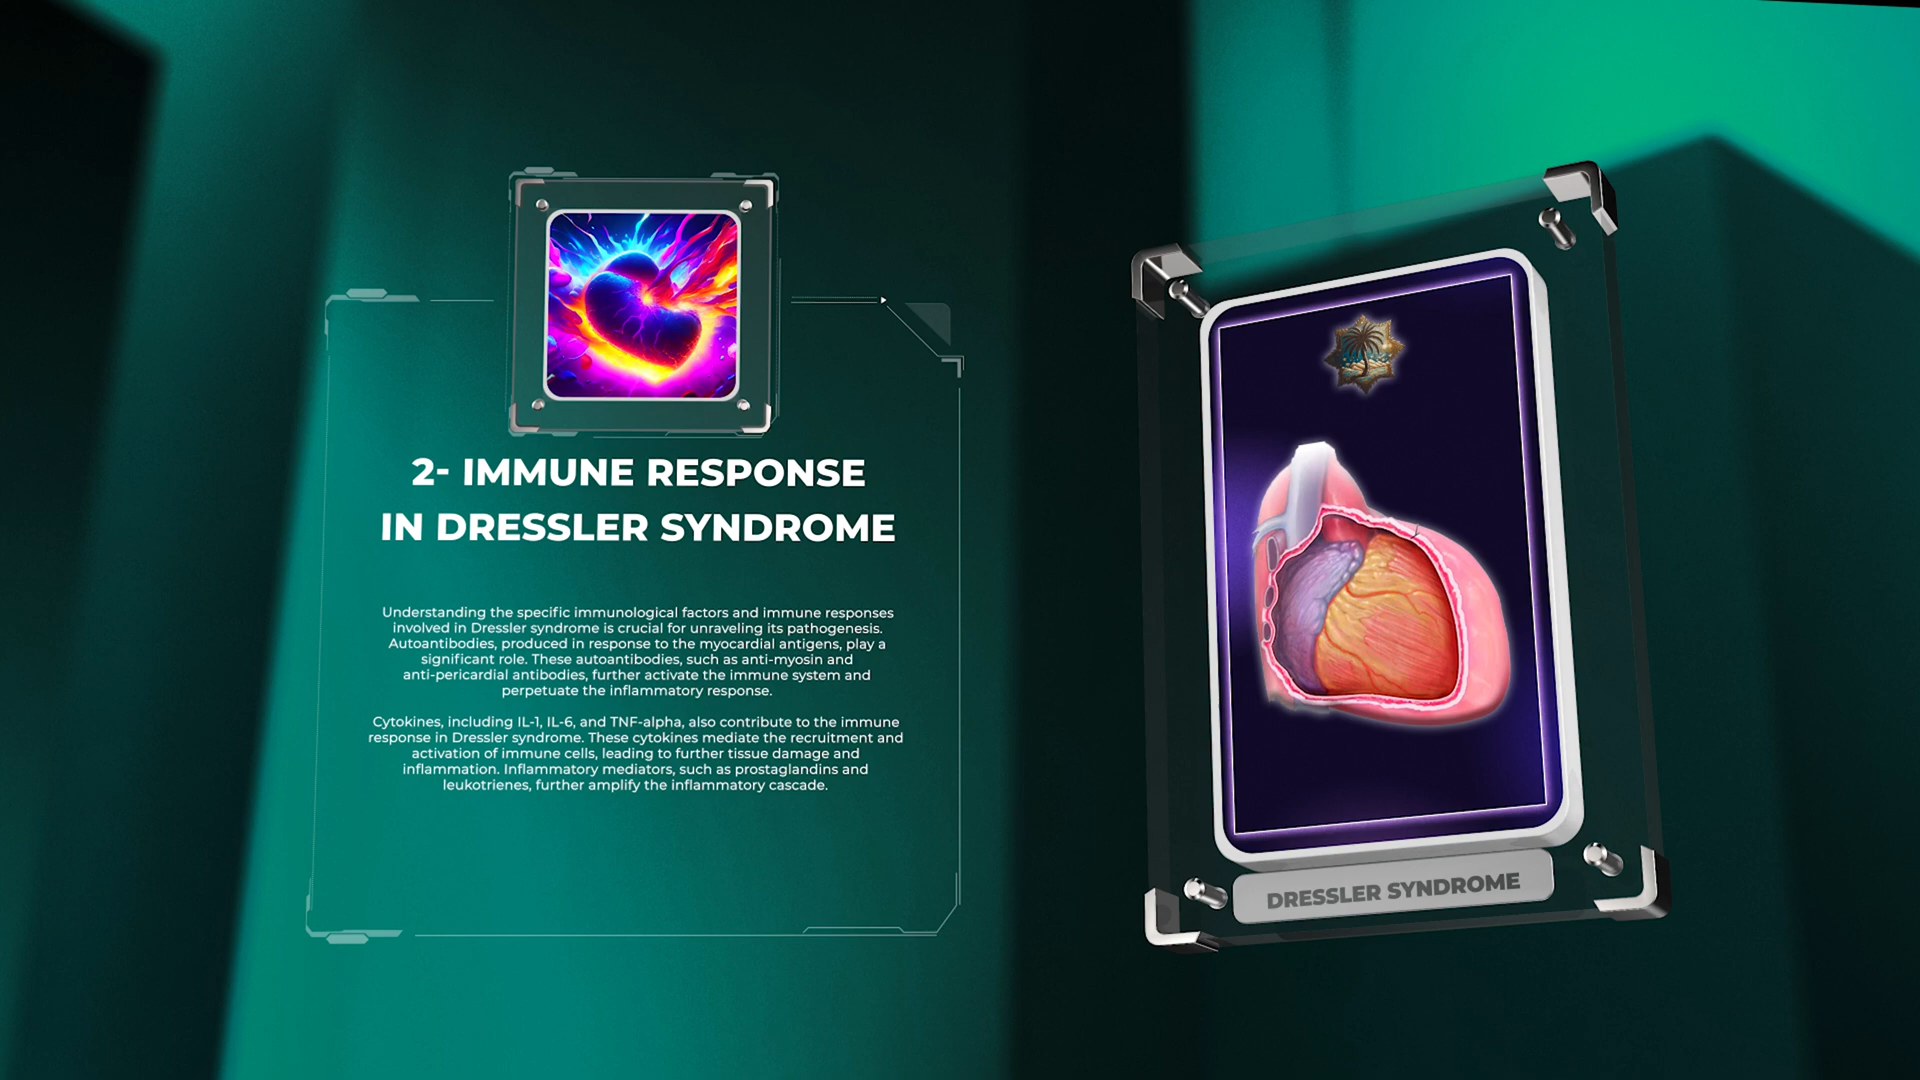 2- IMMUNE RESPONSE
IN DRESSLER SYNDROME
Understanding the specific immunological factors and immune responses
involved in Dressler syndrome is crucial for unraveling its pathogenesis.
Autoantibodies, produced in response to the myocardial antigens, play a
significant role. These autoantibodies, such as anti-myosin and
anti-pericardial antibodies, further activate the immune system and
perpetuate the inflammatory response.
Cytokines, including IL-1, IL-6, and TNF-alpha, also contribute to the immune
response in Dressler syndrome. These cytokines mediate the recruitment and
activation of immune cells, leading to further tissue damage and
inflammation. Inflammatory mediators, such as prostaglandins and
leukotrienes, further amplify the inflammatory cascade.
DRESSLER SYNDROME